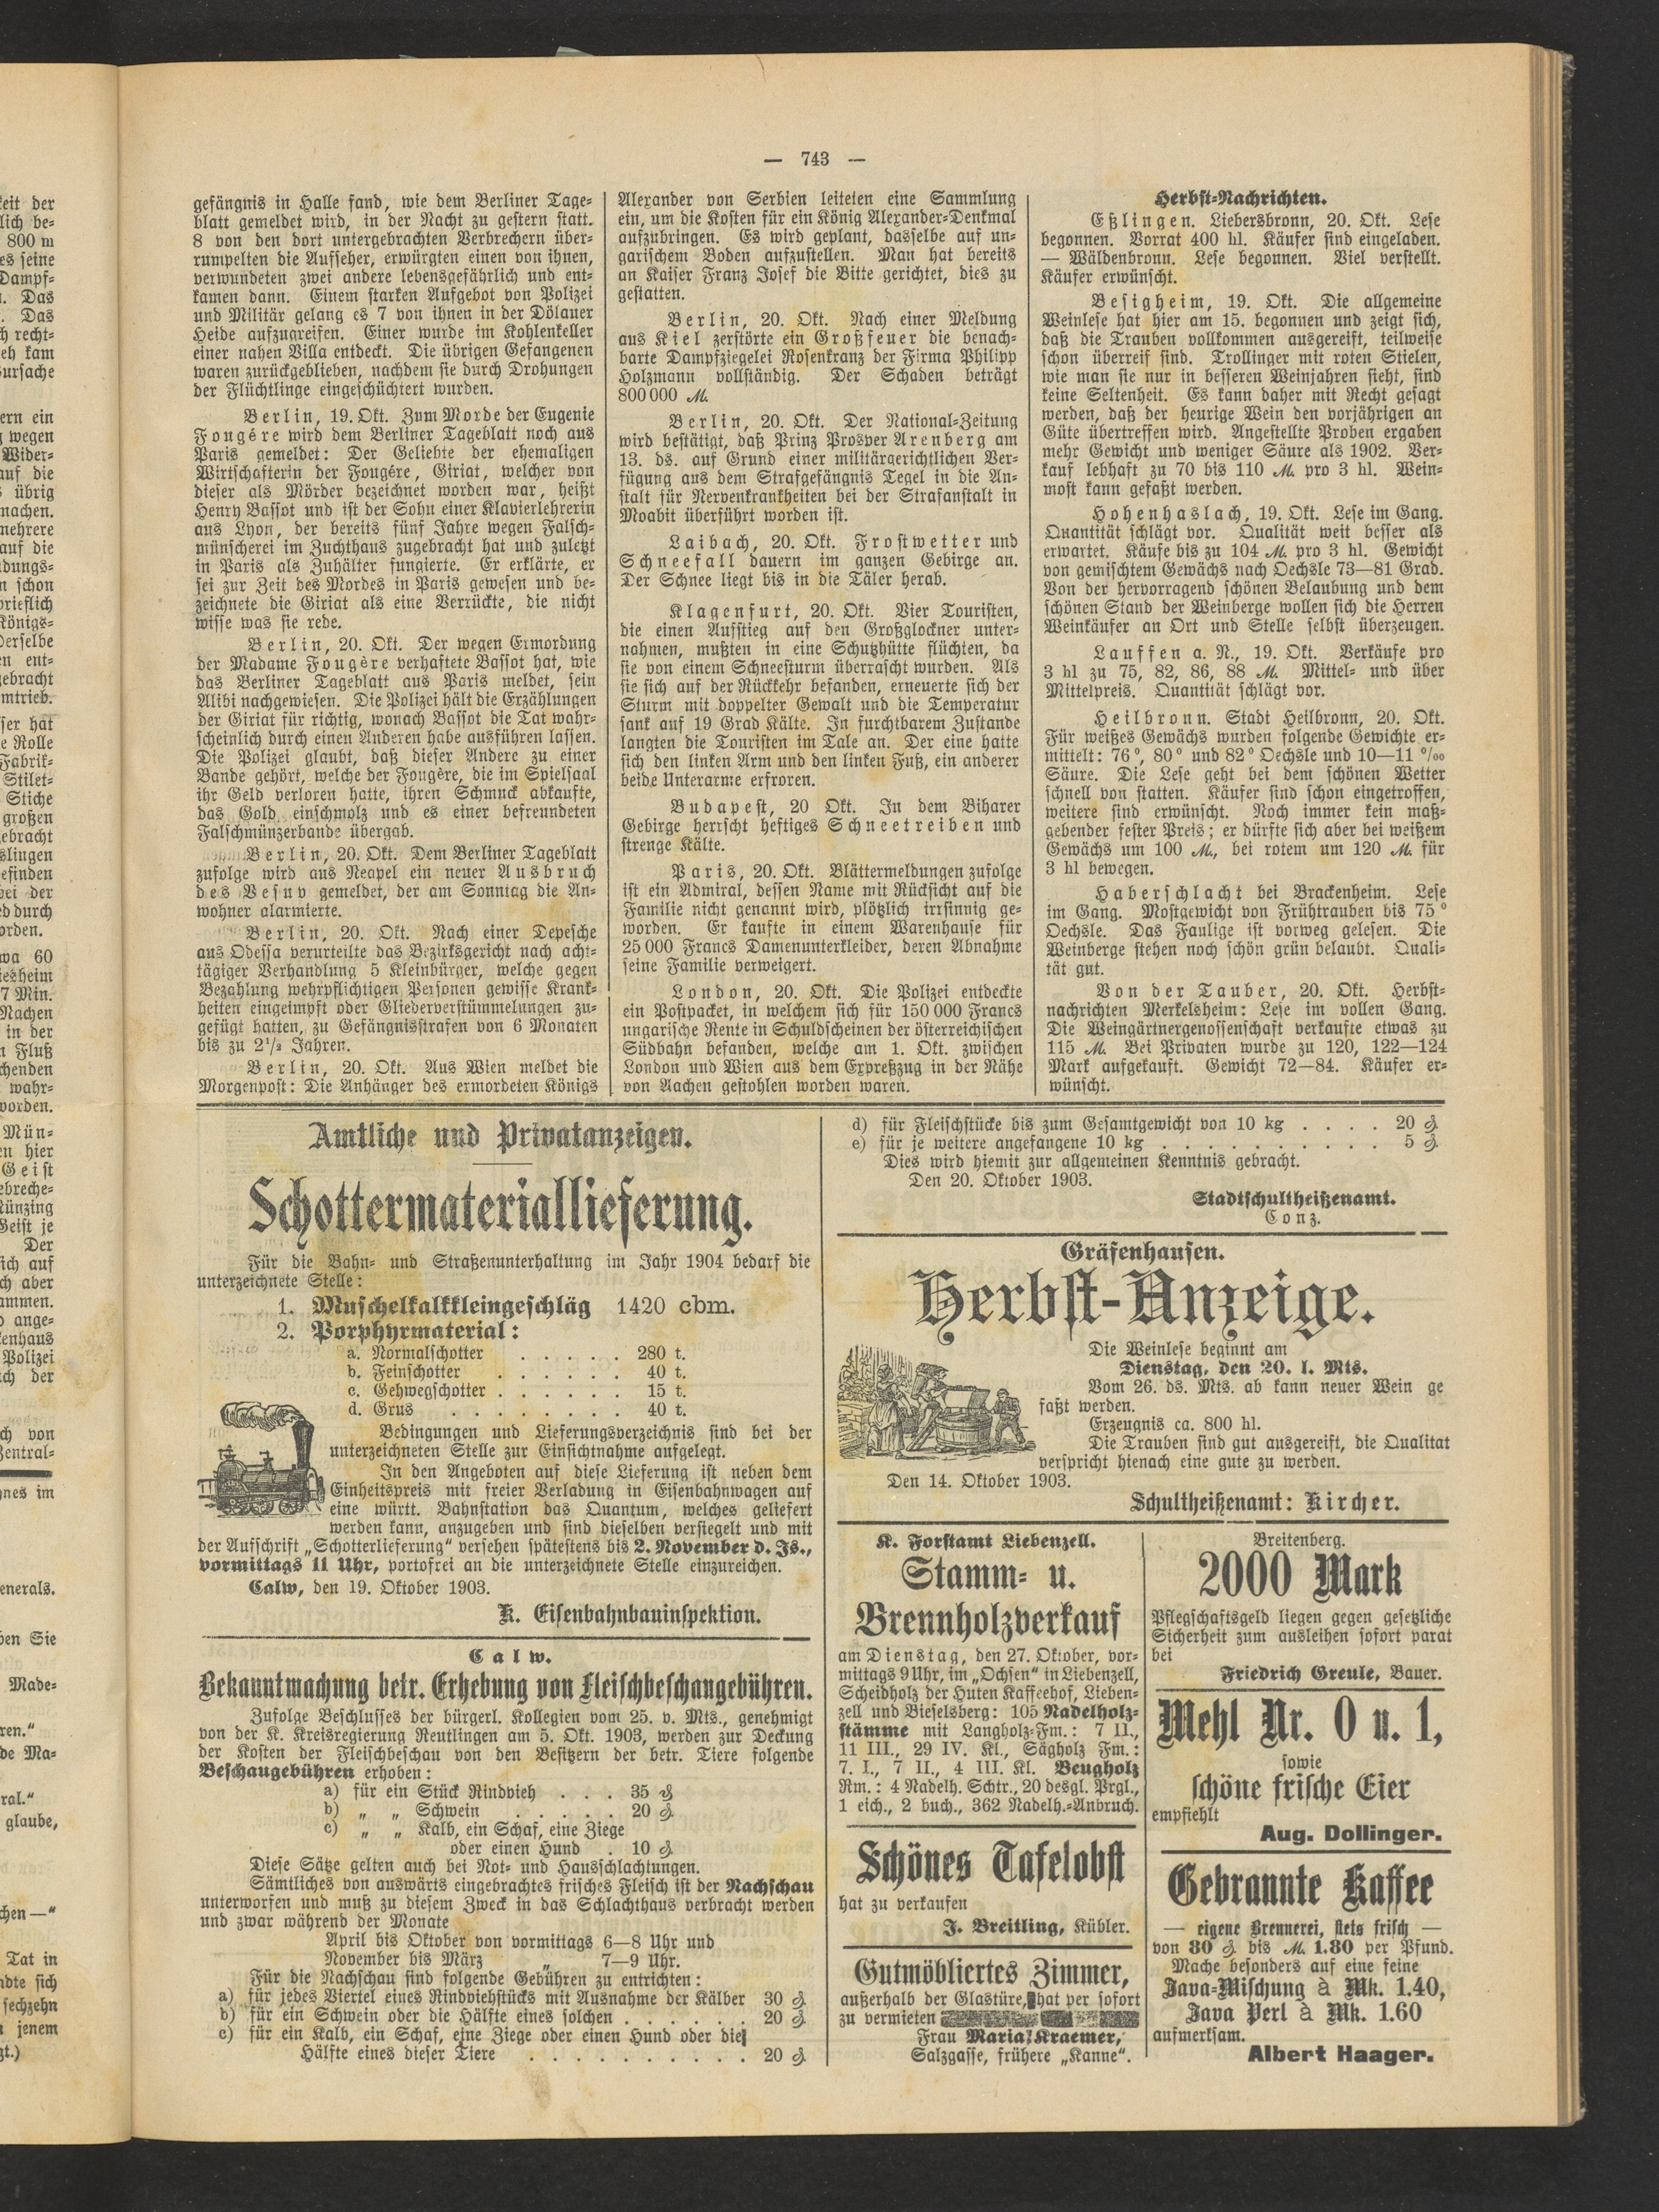 — 743 —
gefängnis in Halle fand, wie dem Berliner Tage-
blatt gemeldet wird, in der Nacht zu gestern statt.
8 von den dort untergebrachten Verbrechern über-
rumpelten die Aufseher, erwürgten einen von ihnen,
verwundeten zwei andere lebensgefährlich und ent-
kamen dann. Einem starken Aufgebot von Polizei
und Militär gelang es 7 von ihnen in der Dölauer
Heide aufzugreifen. Einer wurde im Kohlenkeller
einer nahen Villa entdeckt. Die übrigen Gefangenen
waren zurückgeblieben, nachdem sie durch Drohungen
der Flüchtlinge eingeschüchtert wurden.
Berlin, 19. Okt. Zum Morde der Eugenie
Fougére wird dem Berliner Tageblatt noch aus
Paris gemeldet: Der Geliebte der ehemaligen
Wirtschafterin der Fougére, Giriat, welcher von
dieser als Mörder bezeichnet worden war, heißt
Henry Bassot und ist der Sohn einer Klavierlehrerin
aus Lyon, der bereits fünf Jahre wegen Falsch-
münscherei im Zuchthaus zugebracht hat und zuletzt
in Paris als Zuhälter fungierte. Er erklärte, er
sei zur Zeit des Mordes in Paris gewesen und be-
zeichnete die Giriat als eine Verrückte, die nicht
wisse was sie rede.
Berlin, 20. Okt. Der wegen Ermordung
der Madame Fougère verhaftete Bassot hat, wie
das Berliner Tageblatt aus Paris meldet, sein
Alibi nachgewiesen. Die Polizei hält die Erzählungen
der Giriat für richtig, wonach Bassot die Tat wahr-
scheinlich durch einen Anderen habe ausführen lassen.
Die Polizei glaubt, daß dieser Andere zu einer
Bande gehört, welche der Fougère, die im Spielsaal
ihr Geld verloren hatte, ihren Schmuck abkaufte,
das Gold einschmolz und es einer befreundeten
Falschmünzerbande übergab.
Berlin, 20. Okt. Dem Berliner Tageblatt
zufolge wird aus Neapel ein neuer Ausbruch
des Vesuv gemeldet, der am Sonntag die An-
wohner alarmierte.
Berlin, 20. Okt. Nach einer Depesche
aus Odessa verurteilte das Bezirksgericht nach acht-
tägiger Verhandlung 5 Kleinbürger, welche gegen
Bezahlung wehrpflichtigen Personen gewisse Krank-
heiten eingeimpft oder Gliederverstümmelungen zu-
gefügt hatten, zu Gefängnisstrafen von 6 Monaten
bis zu 2½ Jahren.
Berlin, 20. Okt. Aus Wien meldet die
Morgenpost: Die Anhänger des ermordeten Königs
Alexander von Serbien leiteten eine Sammlung
ein, um die Kosten für ein König Alexander-Denkmal
aufzubringen. Es wird geplant, dasselbe auf un-
garischem Boden aufzustellen. Man hat bereits
an Kaiser Franz Josef die Bitte gerichtet, dies zu
gestatten.
Berlin, 20. Okt. Nach einer Meldung
aus Kiel zerstörte ein Großfeuer die benach-
barte Dampfziegelei Rosenkranz der Firma Philipp
Holzmann vollständig. Der Schaden beträgt
800 000 M.
Berlin, 20. Okt. Der National-Zeitung
wird bestätigt, daß Prinz Prosper Arenberg am
13. ds. auf Grund einer militärgerichtlichen Ver-
fügung aus dem Strafgefängnis Tegel in die An-
stalt für Nervenkrankheiten bei der Strafanstalt in
Moabit überführt worden ist.
Laibach, 20. Okt. Frostwetter und
Schneefall dauern im ganzen Gebirge an.
Der Schnee liegt bis in die Täler herab.
Klagenfurt, 20. Okt. Vier Touristen,
die einen Aufstieg auf den Großglockner unter-
nahmen, mußten in eine Schutzhütte flüchten, da
sie von einem Schneesturm überrascht wurden. Als
sie sich auf der Rückkehr befanden, erneuerte sich der
Sturm mit doppelter Gewalt und die Temperatur
sank auf 19 Grad Kälte. In furchtbarem Zustande
langten die Touristen im Tale an. Der eine hatte
sich den linken Arm und den linken Fuß, ein anderer
beide Unterarme erfroren.
Budapest, 20 Okt. In dem Biharer
Gebirge herrscht heftiges Schneetreiben und
strenge Kälte.
Paris, 20. Okt. Blättermeldungen zufolge
ist ein Admiral, dessen Name mit Rücksicht auf die
Familie nicht genannt wird, plötzlich irrsinnig ge-
worden. Er kaufte in einem Warenhause für
25 000 Francs Damenunterkleider, deren Abnahme
seine Familie verweigert.
London, 20. Okt. Die Polizei entdeckte
ein Postpacket, in welchem sich für 150 000 Francs
ungarische Rente in Schuldscheinen der österreichischen
Südbahn befanden, welche am 1. Okt. zwischen
London und Wien aus dem Expreßzug in der Nähe
von Aachen gestohlen worden waren.
Herbst-Nachrichten.
Eßlingen. Liebersbronn, 20. Okt. Lese
begonnen. Vorrat 400 hl. Käufer sind eingeladen.
— Wäldenbronn. Lese begonnen. Viel verstellt.
Käufer erwünscht.
Besigheim, 19. Okt. Die allgemeine
Weinlese hat hier am 15. begonnen und zeigt sich,
daß die Trauben vollkommen ausgereift, teilweise
schon überreif sind. Trollinger mit roten Stielen,
wie man sie nur in besseren Weinjahren sieht, sind
keine Seltenheit. Es kann daher mit Recht gesagt
werden, daß der heurige Wein den vorjährigen an
Güte übertreffen wird. Angestellte Proben ergaben
mehr Gewicht und weniger Säure als 1902. Ver-
kauf lebhaft zu 70 bis 110 M. pro 3 hl. Wein-
most kann gefaßt werden.
Hohenhaslach, 19. Okt. Lese im Gang.
Quantität schlägt vor. Qualität weit besser als
erwartet. Käufe bis zu 104 M. pro 3 hl. Gewicht
von gemischtem Gewächs nach Oechsle 73—81 Grad.
Von der hervorragend schönen Belaubung und dem
schönen Stand der Weinberge wollen sich die Herren
Weinkäufer an Ort und Stelle selbst überzeugen.
Lauffen a. N., 19. Okt. Verkäufe pro
3 hl zu 75, 82, 86, 88 M. Mittel- und über
Mittelpreis. Quantität schlägt vor.
Heilbronn. Stadt Heilbronn, 20. Okt.
Für weißes Gewächs wurden folgende Gewichte er-
mittelt: 76°, 80° und 82° Oechsle und 10—11 ‰
Säure. Die Lese geht bei dem schönen Wetter
schnell von statten. Käufer sind schon eingetroffen,
weitere sind erwünscht. Noch immer kein maß-
gebender fester Preis; er dürfte sich aber bei weißem
Gewächs um 100 M., bei rotem um 120 M. für
3 hl bewegen.
Haberschlacht bei Brackenheim. Lese
im Gang. Mostgewicht von Frühtrauben bis 75°
Oechsle. Das Faulige ist vorweg gelesen. Die
Weinberge stehen noch schön grün belaubt. Quali-
tät gut.
Von der Tauber, 20. Okt. Herbst-
nachrichten Merkelsheim: Lese im vollen Gang.
Die Weingärtnergenossenschaft verkaufte etwas zu
115 M. Bei Privaten wurde zu 120, 122—124
Mark aufgekauft. Gewicht 72—84. Käufer er-
wünscht.
Amtliche und Privatanzeigen.
Schottermateriallieferung.
Für die Bahn- und Straßenunterhaltung im Jahr 1904 bedarf die
unterzeichnete Stelle:
1. Muschelkalkkleingeschläg 1420 cbm.
2. Porphyrmaterial:
a. Normalschotter . . . . . 280 t.
b. Feinschotter . . . . . . 40 t.
c. Gehwegschotter . . . . . . 15 t.
d. Grus . . . . . . . . 40 t.
Bedingungen und Lieferungsverzeichnis sind bei der
unterzeichneten Stelle zur Einsichtnahme aufgelegt.
In den Angeboten auf diese Lieferung ist neben dem
Einheitspreis mit freier Verladung in Eisenbahnwagen auf
eine württ. Bahnstation das Quantum, welches geliefert
werden kann, anzugeben und sind dieselben versiegelt und mit
der Aufschrift „Schotterlieferung“ versehen spätestens bis 2. November d. Js.,
vormittags 11 Uhr, portofrei an die unterzeichnete Stelle einzureichen.
Calw, den 19. Oktober 1903.
K. Eisenbahnbauinspektion.
Calw.
Bekanntmachung betr. Erhebung von Fleischbeschaugebühren.
Zufolge Beschlusses der bürgerl. Kollegien vom 25. v. Mts., genehmigt
von der K. Kreisregierung Reutlingen am 5. Okt. 1903, werden zur Deckung
der Kosten der Fleischbeschau von den Besitzern der betr. Tiere folgende
Beschaugebühren erhoben:
a) für ein Stück Rindvieh . . . 35 ₰
b) „ „ Schwein . . . . . 20 ₰.
c) „ „ Kalb, ein Schaf, eine Ziege
oder einen Hund . 10 ₰.
Diese Sätze gelten auch bei Not- und Hausschlachtungen.
Sämtliches von auswärts eingebrachtes frisches Fleisch ist der Nachschau
unterworfen und muß zu diesem Zweck in das Schlachthaus verbracht werden
und zwar während der Monate
April bis Oktober von vormittags 6—8 Uhr und
November bis März „ 7—9 Uhr.
Für die Nachschau sind folgende Gebühren zu entrichten:
a) für jedes Viertel eines Rindviehstücks mit Ausnahme der Kälber 30 ₰.
b) für ein Schwein oder die Hälfte eines solchen . . . . . . 20 ₰.
c) für ein Kalb, ein Schaf, eine Ziege oder einen Hund oder die
Hälfte eines dieser Tiere . . . . . . . . . . 20 ₰.
d) für Fleischstücke bis zum Gesamtgewicht von 10 kg . . . . 20 ₰.
e) für je weitere angefangene 10 kg . . . . . . . . . . 5 ₰.
Dies wird hiemit zur allgemeinen Kenntnis gebracht.
Den 20. Oktober 1903.
Stadtschultheißenamt.
Conz.
Gräfenhausen.
Herbst-Anzeige.
Die Weinlese beginnt am
Dienstag, den 20. l. Mts.
Vom 26. ds. Mts. ab kann neuer Wein ge
faßt werden.
Erzeugnis ca. 800 hl.
Die Trauben sind gut ausgereift, die Qualitat
verspricht hienach eine gute zu werden.
Den 14. Oktober 1903.
Schultheißenamt: Kircher.
K. Forstamt Liebenzell.
Stamm- u.
Brennholzverkauf
am Dienstag, den 27. Oktober, vor-
mittags 9 Uhr, im „Ochsen“ in Liebenzell,
Scheidholz der Huten Kaffeehof, Lieben-
zell und Bieselsberg: 105 Nadelholz-
stämme mit Langholz-Fm.: 7 II.,
11 III., 29 IV. Kl., Sägholz Fm.:
7. I., 7 II., 4 III. Kl. Beugholz
Rm.: 4 Nadelh. Schtr., 20 desgl. Prgl.,
1 eich., 2 buch., 362 Nadelh.-Anbruch.
Schönes Tafelobst
hat zu verkaufen
J. Breitling, Kübler.
Gutmöbliertes Zimmer,
außerhalb der Glastüre, hat per sofort
zu vermieten
Frau Maria Kraemer,
Salzgasse, frühere „Kanne“.
Breitenberg.
2000 Mark
Pflegschaftsgeld liegen gegen gesetzliche
Sicherheit zum ausleihen sofort parat
bei
Friedrich Greule, Bauer.
Mehl Nr. 0 u. 1,
sowie
schöne frische Eier
empfiehlt
Aug. Dollinger.
Gebrannte Kaffee
— eigene Brennerei, stets frisch —
von 80 ₰ bis M. 1.80 per Pfund.
Mache besonders auf eine feine
Java-Mischung à Mk. 1.40,
Java Perl à Mk. 1.60
aufmerksam.
Albert Haager.